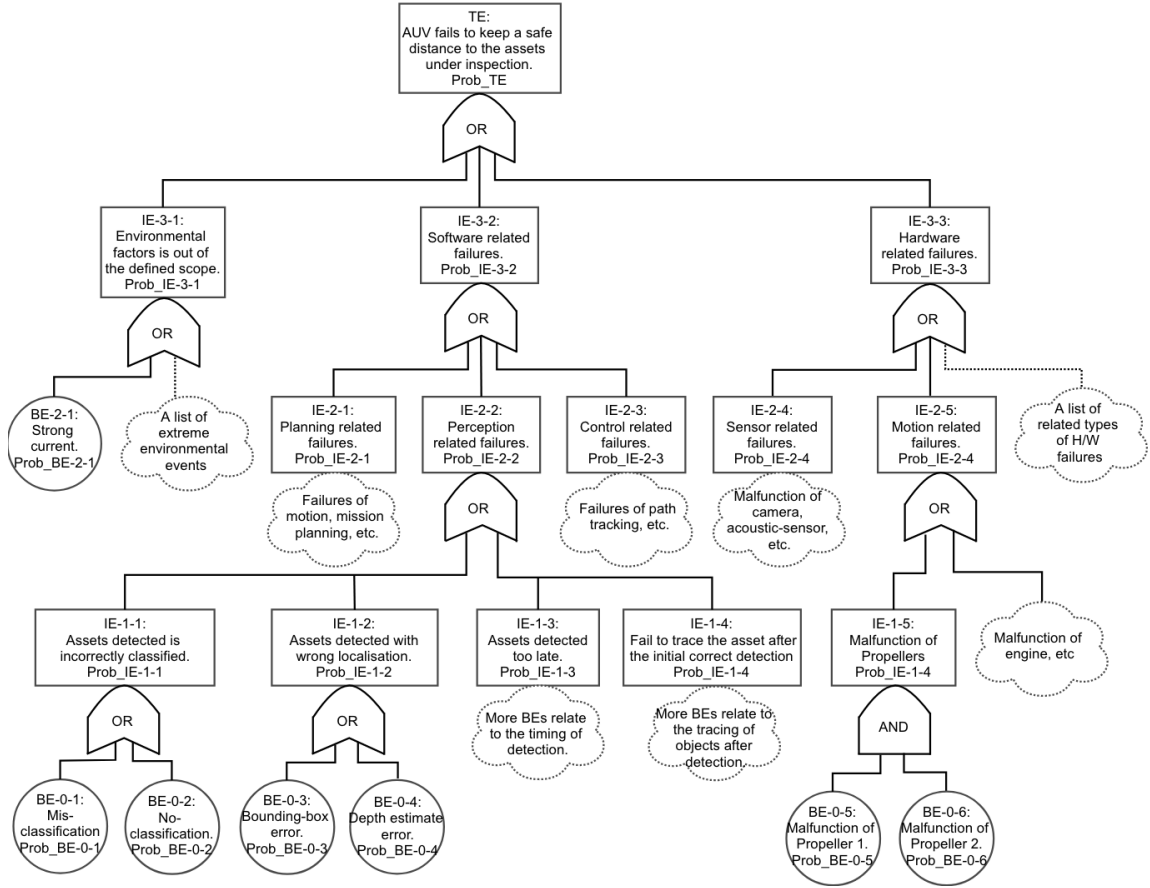 TE:
AUV fails to keep a safe
distance to the assets
under inspection.
Prob_TE
OR
IE-3-1:
Environmental
factors is out of
the defined scope.
Prob_IE-3-1
IE-3-2:
Software related
failures.
Prob_IE-3-2
IE-3-3:
Hardware
related failures.
Prob_IE-3-3
OR
OR
OR
BE-2-1:
Strong
current.
Prob_BE-2-1
A list of
extreme
environmental
events
IE-2-1:
Planning related
failures.
Prob_IE-2-1
IE-2-2:
Perception
related failures.
Prob_IE-2-2
IE-2-3:
Control related
failures.
Prob_IE-2-3
IE-2-4:
Sensor related
failures.
Prob_IE-2-4
IE-2-5:
Motion related
failures.
Prob_IE-2-4
A list of
related types
of H/W
failures
Failures of
motion, mission
planning, etc.
OR
Failures of path
tracking, etc.
Malfunction of
camera,
acoustic-sensor,
etc.
OR
IE-1-1:
Assets detected is
incorrectly classified.
Prob_IE-1-1
IE-1-2:
Assets detected with
wrong localisation.
Prob_IE-1-2
IE-1-3:
Assets detected
too late.
Prob_IE-1-3
IE-1-4:
Fail to trace the asset after
the initial correct detection
Prob_IE-1-4
IE-1-5:
Malfunction of
Propellers
Prob_IE-1-4
Malfunction of
engine, etc
OR
OR
More BEs relate
to the timing of
detection.
More BEs relate to
the tracing of
objects after
detection.
AND
BE-0-1:
Mis-
classification
Prob_BE-0-1
BE-0-2:
No-
classification.
Prob_BE-0-2
BE-0-3:
Bounding-box
error.
Prob_BE-0-3
BE-0-4:
Depth estimate
error.
Prob_BE-0-4
BE-0-5:
Malfunction of
Propeller 1.
Prob_BE-0-5
BE-0-6:
Malfunction of
Propeller 2.
Prob_BE-0-6